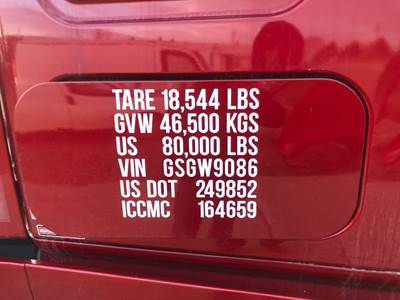 TARE 18,544 LBS
GVW 46,500 KGS
US 80,000 LBS
VIN GSGW9086
US DOT 249852
ICCMC 164659